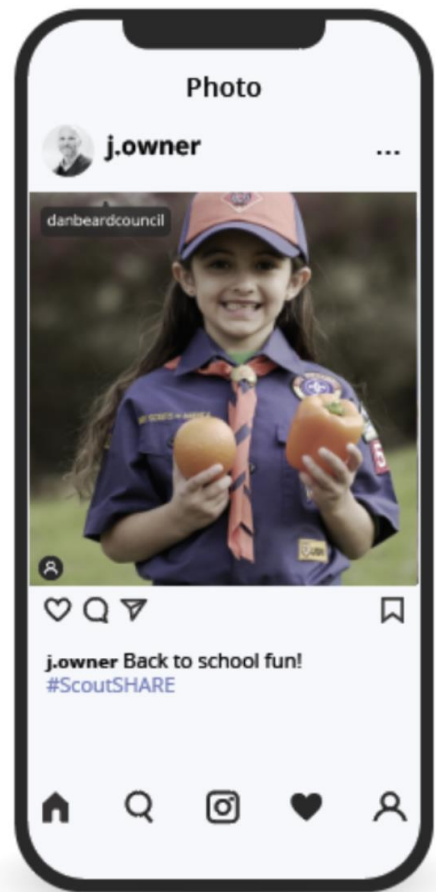 Photo
j.owner
...
danbeardcouncil
j.owner Back to school fun!
#ScoutSHARE